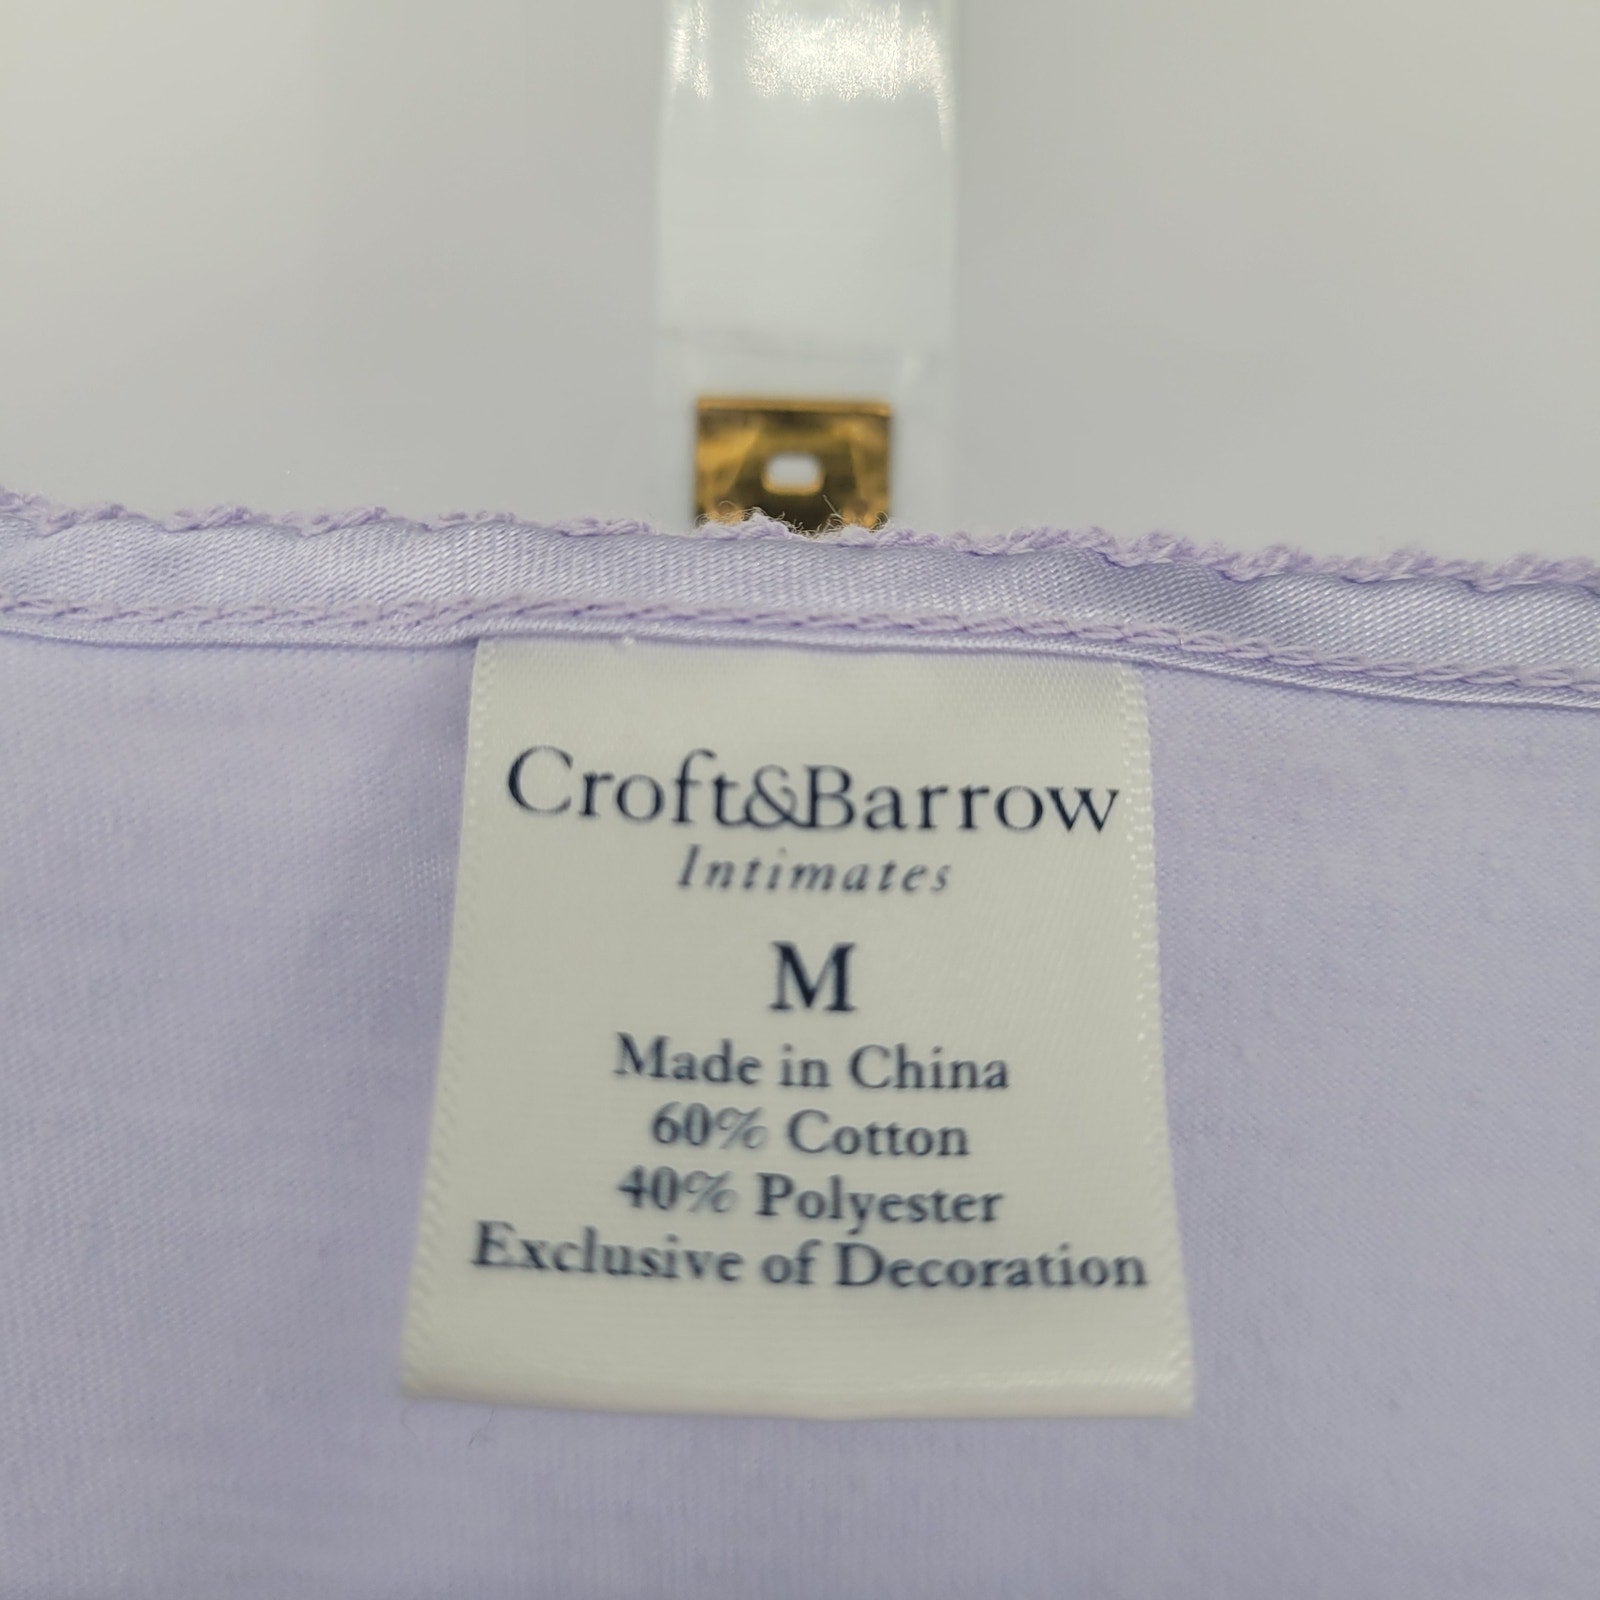 Croft&Barrow
Intimates
M
Made in China
60% Cotton
40% Polyester
Exclusive of Decoration